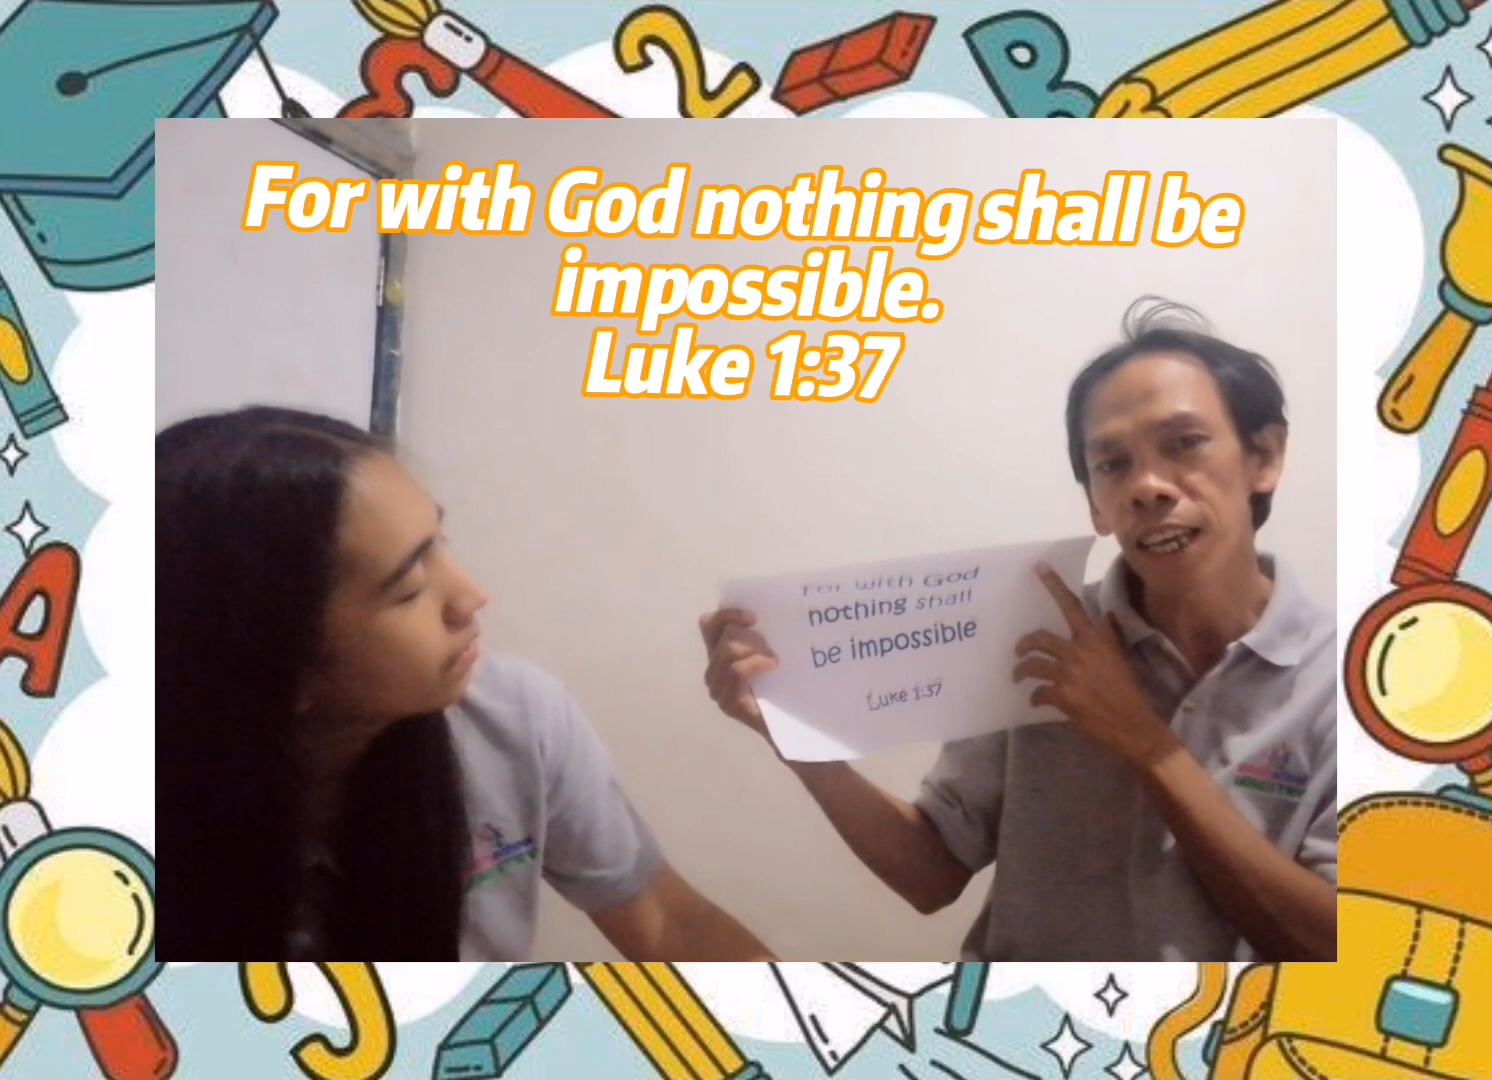 For with God nothing shall be
impossible.
Luke 1:37
For with God
nothing shall
be impossible
Luke 1:37